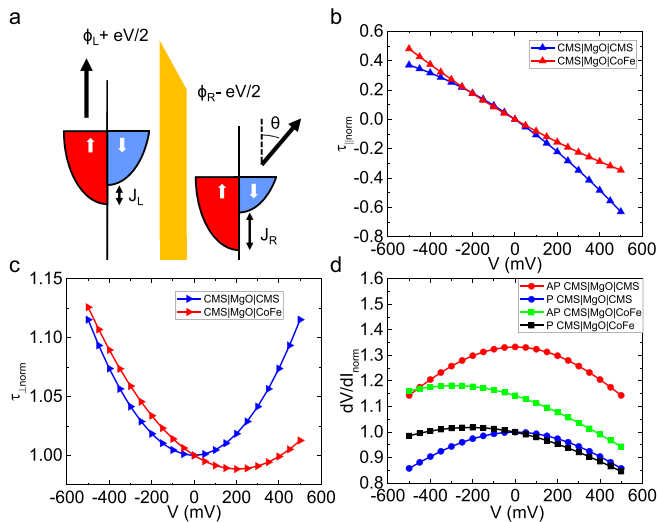 a
ϕL+ eV/2
ϕR- eV/2
θ
JL
JR
b
0.6
0.4
0.2
0.0
-0.2
-0.4
-0.6
-0.8
τ||norm
CMS|MgO|CMS
CMS|MgO|CoFe
-600 -400 -200 0 200 400 600
V (mV)
c
1.15
1.10
1.05
1.00
τ⊥norm
CMS|MgO|CMS
CMS|MgO|CoFe
-600 -400 -200 0 200 400 600
V (mV)
d
1.6
1.5
1.4
1.3
1.2
1.1
1.0
0.9
0.8
dV/dI|norm
AP CMS|MgO|CMS
P CMS|MgO|CMS
AP CMS|MgO|CoFe
P CMS|MgO|CoFe
-600 -400 -200 0 200 400 600
V (mV)